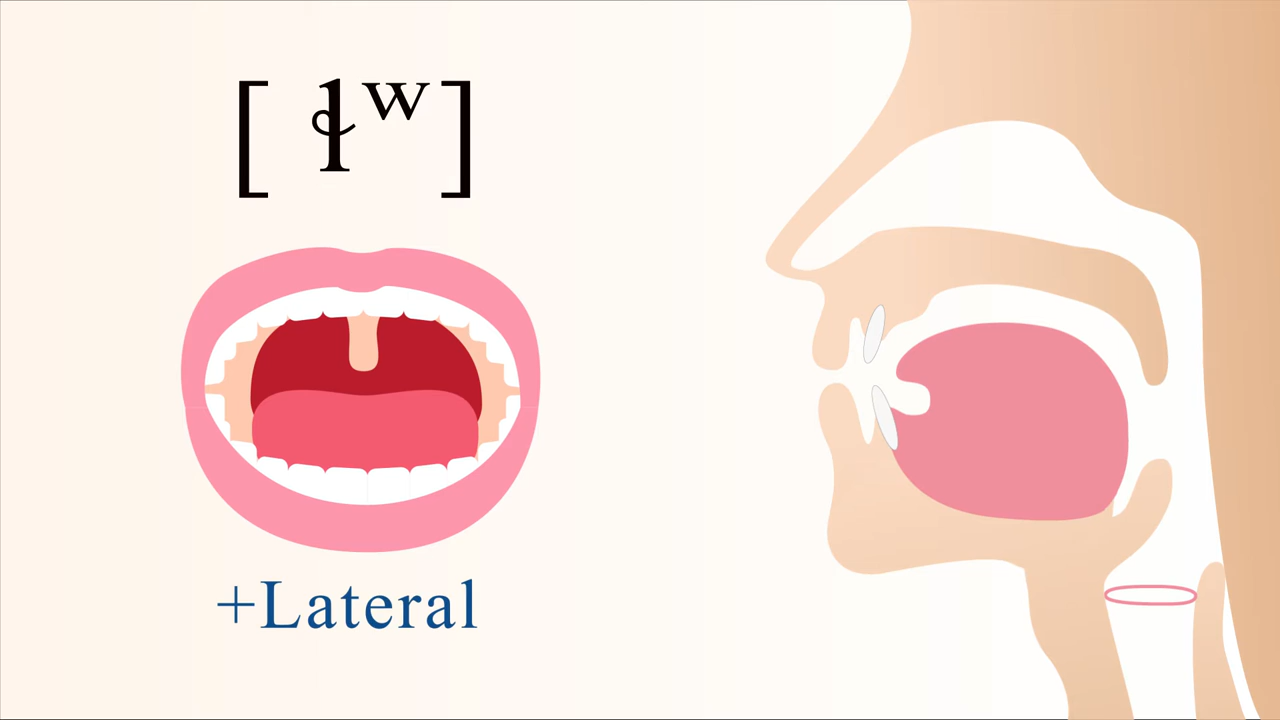 [ ɬʷ ]
+Lateral